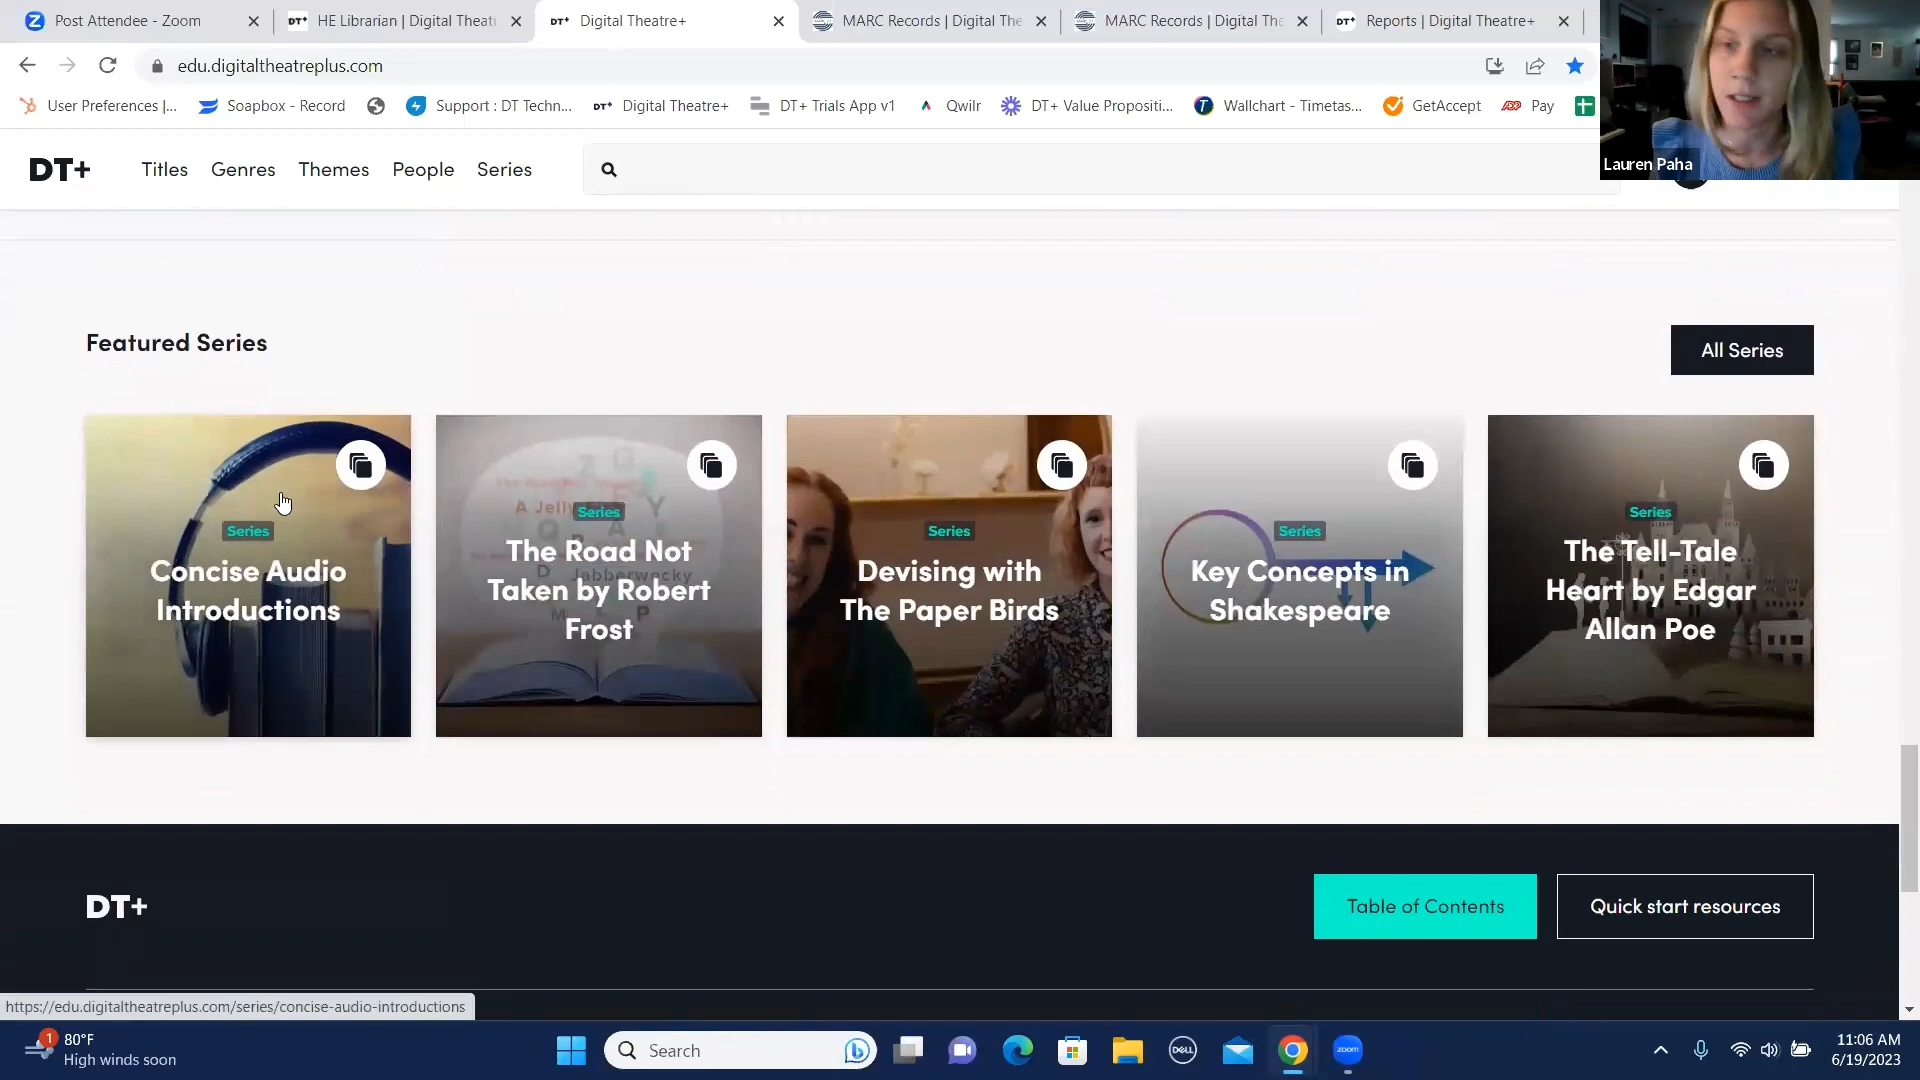 Post Attendee - Zoom
HE Librarian | Digital Theat
Digital Theatre+
MARC Records | Digital The
MARC Records | Digital The
Reports | Digital Theatre+
edu.digitaltheatreplus.com
User Preferences |...
Soapbox - Record
Support : DT Techn...
DT+ Digital Theatre+
DT+ Trials App v1
Qwilr
DT+ Value Propositi...
Wallchart - Timetas...
GetAccept
Pay
Lauren Paha
DT+
Titles
Genres
Themes
People
Series
Featured Series
All Series
Series
Concise Audio
Introductions
Series
The Road Not
Taken by Robert
Frost
Series
Devising with
The Paper Birds
Series
Key Concepts in
Shakespeare
Series
The Tell-Tale
Heart by Edgar
Allan Poe
DT+
Table of Contents
Quick start resources
https://edu.digitaltheatreplus.com/series/concise-audio-introductions
1
80°F
High winds soon
Search
DELL
zoom
11:06 AM
6/19/2023